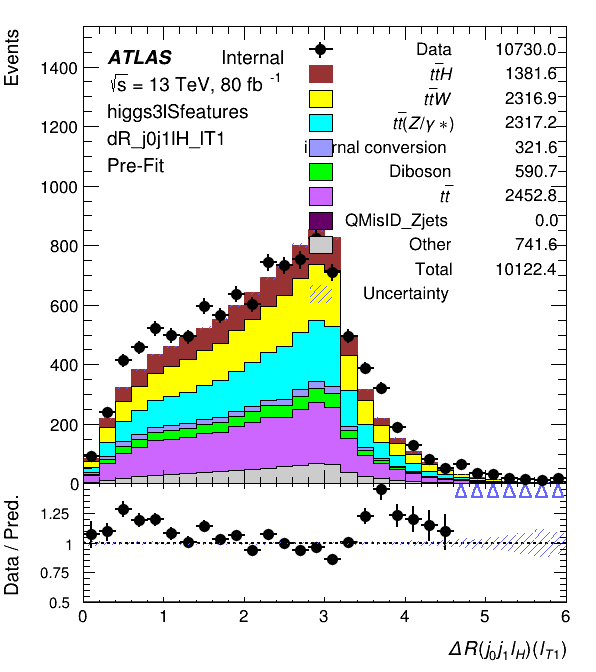 Events
ATLAS Internal
√s = 13 TeV, 80 fb⁻¹
higgs3lSfeatures
dR_j0j1lH_lT1
Pre-Fit
Data 10730.0
tt̅H 1381.6
tt̅W 2316.9
tt̅(Z/γ*) 2317.2
conversion 321.6
Diboson 590.7
tt̅ 2452.8
QMisID_Zjets 0.0
Other 741.6
Total 10122.4
Uncertainty
1400
1200
1000
800
600
400
200
0
Data / Pred.
1.25
1
0.75
0.5
0 1 2 3 4 5 6
ΔR(j₀j₁l_H)(l_T1)